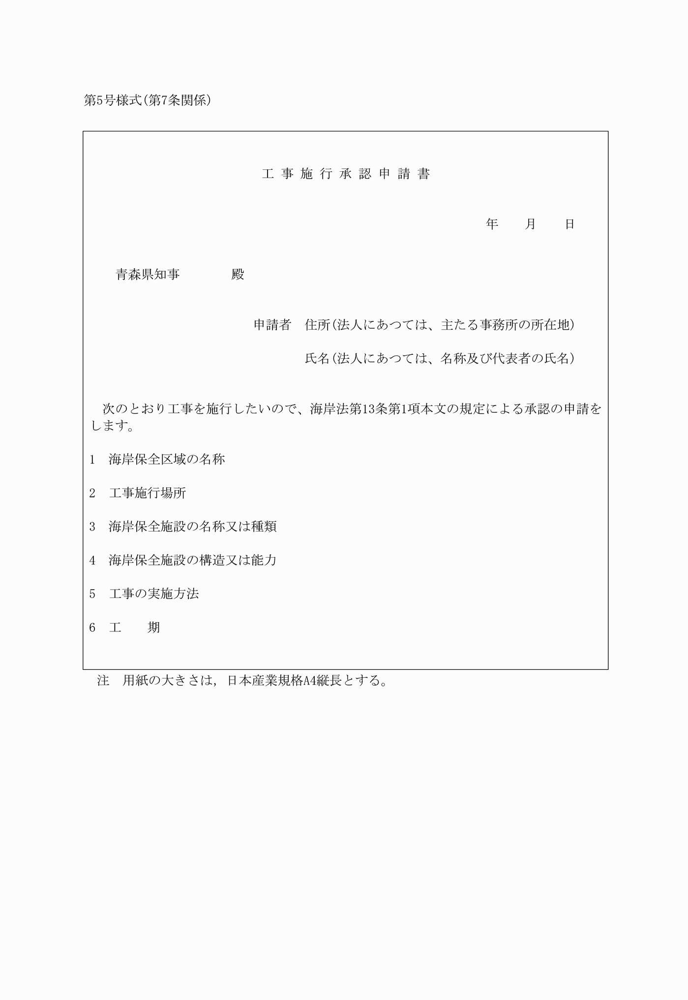 第5号様式(第7条関係)
工事施行承認申請書
年　　月　　日
青森県知事　　　　殿
申請者　住所(法人にあつては、主たる事務所の所在地)
氏名(法人にあつては、名称及び代表者の氏名)
次のとおり工事を施行したいので、海岸法第13条第1項本文の規定による承認の申請を
します。
1　海岸保全区域の名称
2　工事施行場所
3　海岸保全施設の名称又は種類
4　海岸保全施設の構造又は能力
5　工事の実施方法
6　工　　期
注　用紙の大きさは，日本産業規格A4縦長とする。